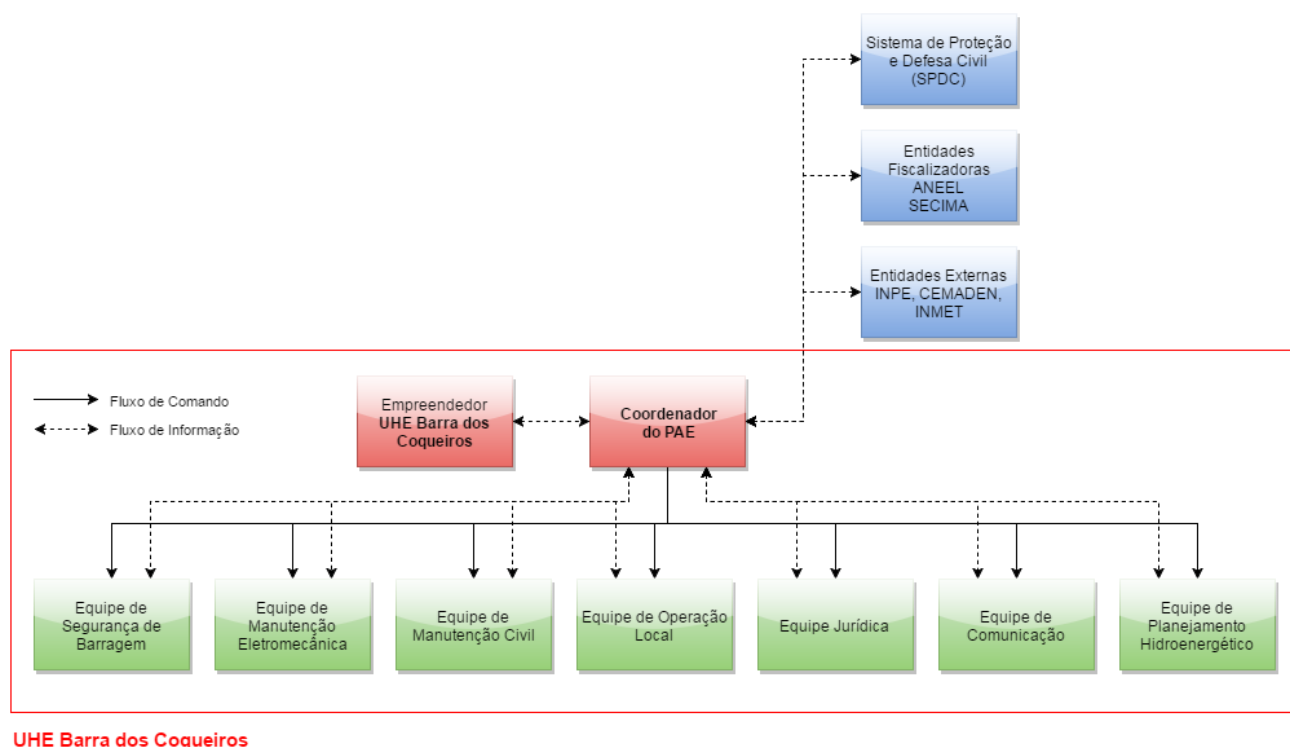 Sistema de Proteção
e Defesa Civil
(SPDC)
Entidades
Fiscalizadoras
ANEEL
SECIMA
Entidades Externas
INPE, CEMADEN,
INMET
Fluxo de Comando
Fluxo de Informação
Empreendedor
UHE Barra dos
Coqueiros
Coordenador
do PAE
Equipe de
Segurança de
Barragem
Equipe de
Manutenção
Eletromecânica
Equipe de
Manutenção Civil
Equipe de Operação
Local
Equipe Jurídica
Equipe de
Comunicação
Equipe de
Planejamento
Hidroenergético
UHE Barra dos Coqueiros